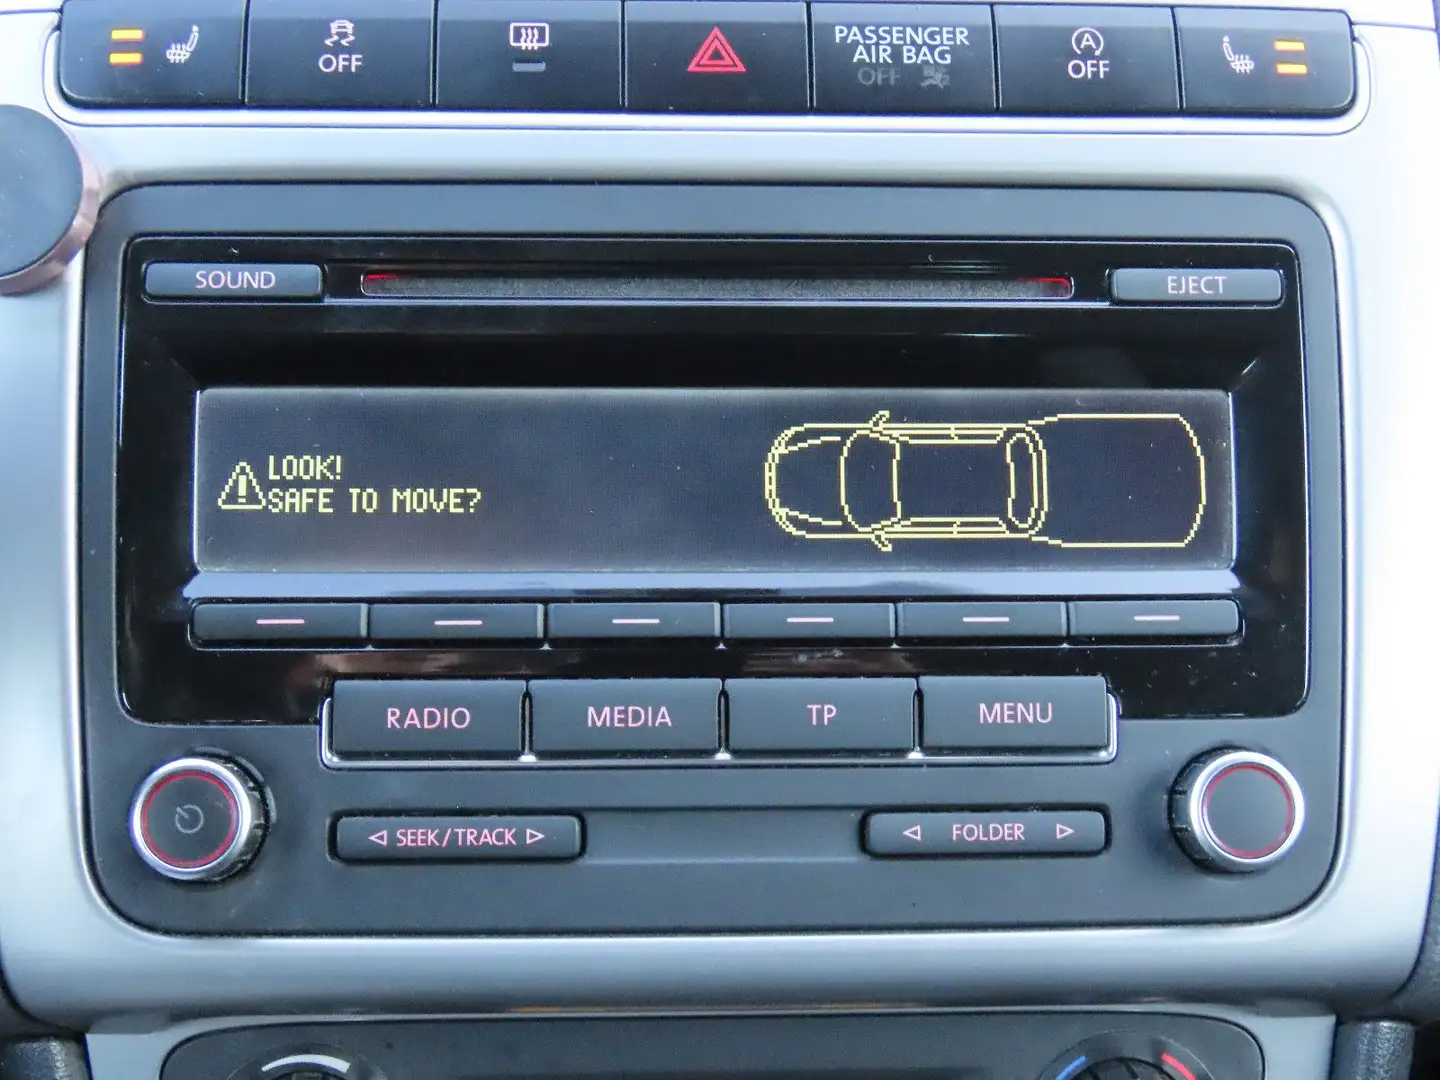 OFF
PASSENGER
AIR BAG
OFF
A
OFF
SOUND
EJECT
LOOK!
SAFE TO MOVE?
RADIO
MEDIA
TP
MENU
SEEK/TRACK
FOLDER